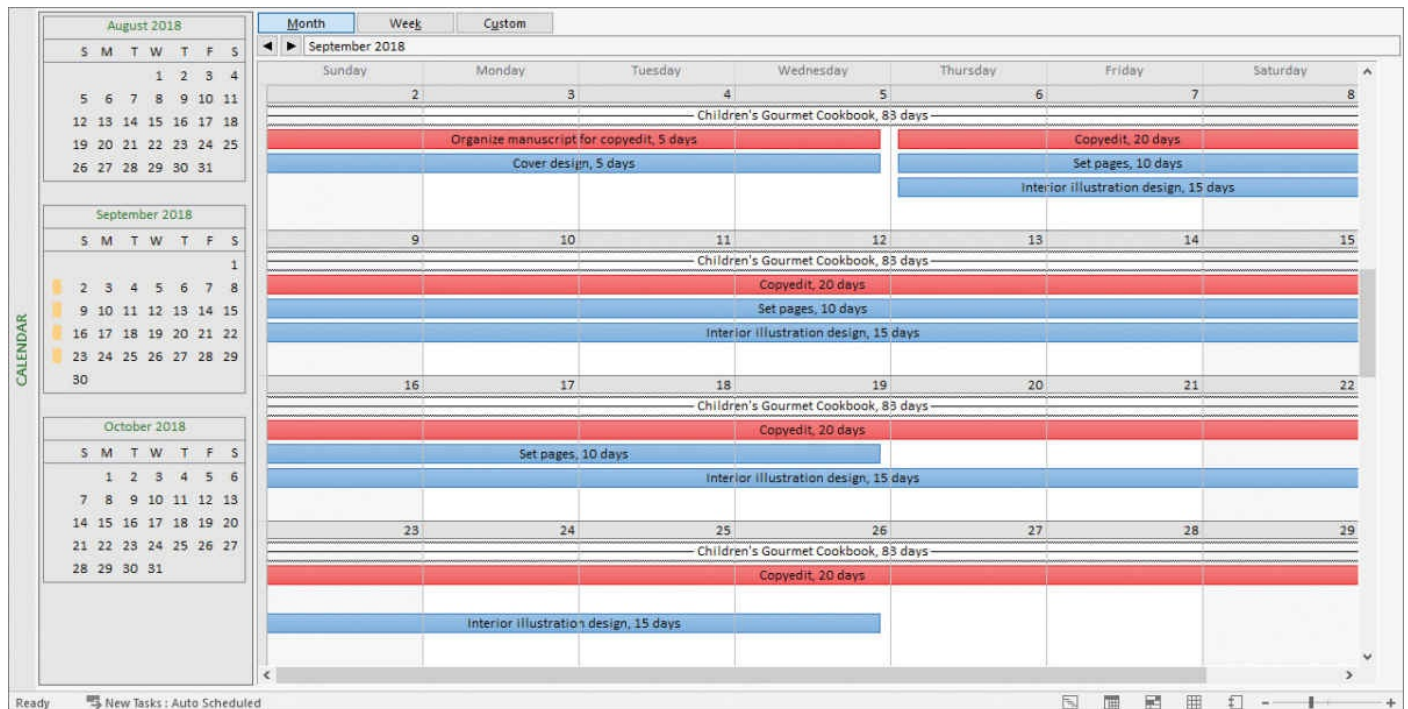 CALENDAR
August 2018
S M T W T F S
1 2 3 4
5 6 7 8 9 10 11
12 13 14 15 16 17 18
19 20 21 22 23 24 25
26 27 28 29 30 31
September 2018
S M T W T F S
1
2 3 4 5 6 7 8
9 10 11 12 13 14 15
16 17 18 19 20 21 22
23 24 25 26 27 28 29
30
October 2018
S M T W T F S
1 2 3 4 5 6
7 8 9 10 11 12 13
14 15 16 17 18 19 20
21 22 23 24 25 26 27
28 29 30 31
Month Week Custom
September 2018
Sunday Monday Tuesday Wednesday Thursday Friday Saturday
2 3 4 5 6 7 8
Children's Gourmet Cookbook, 83 days
Organize manuscript for copyedit, 5 days Copyedit, 20 days
Cover design, 5 days Set pages, 10 days
Interior illustration design, 15 days
9 10 11 12 13 14 15
Children's Gourmet Cookbook, 83 days
Copyedit, 20 days
Set pages, 10 days
Interior illustration design, 15 days
16 17 18 19 20 21 22
Children's Gourmet Cookbook, 83 days
Copyedit, 20 days
Set pages, 10 days
Interior illustration design, 15 days
23 24 25 26 27 28 29
Children's Gourmet Cookbook, 83 days
Copyedit, 20 days
Interior illustration design, 15 days
Ready New Tasks : Auto Scheduled